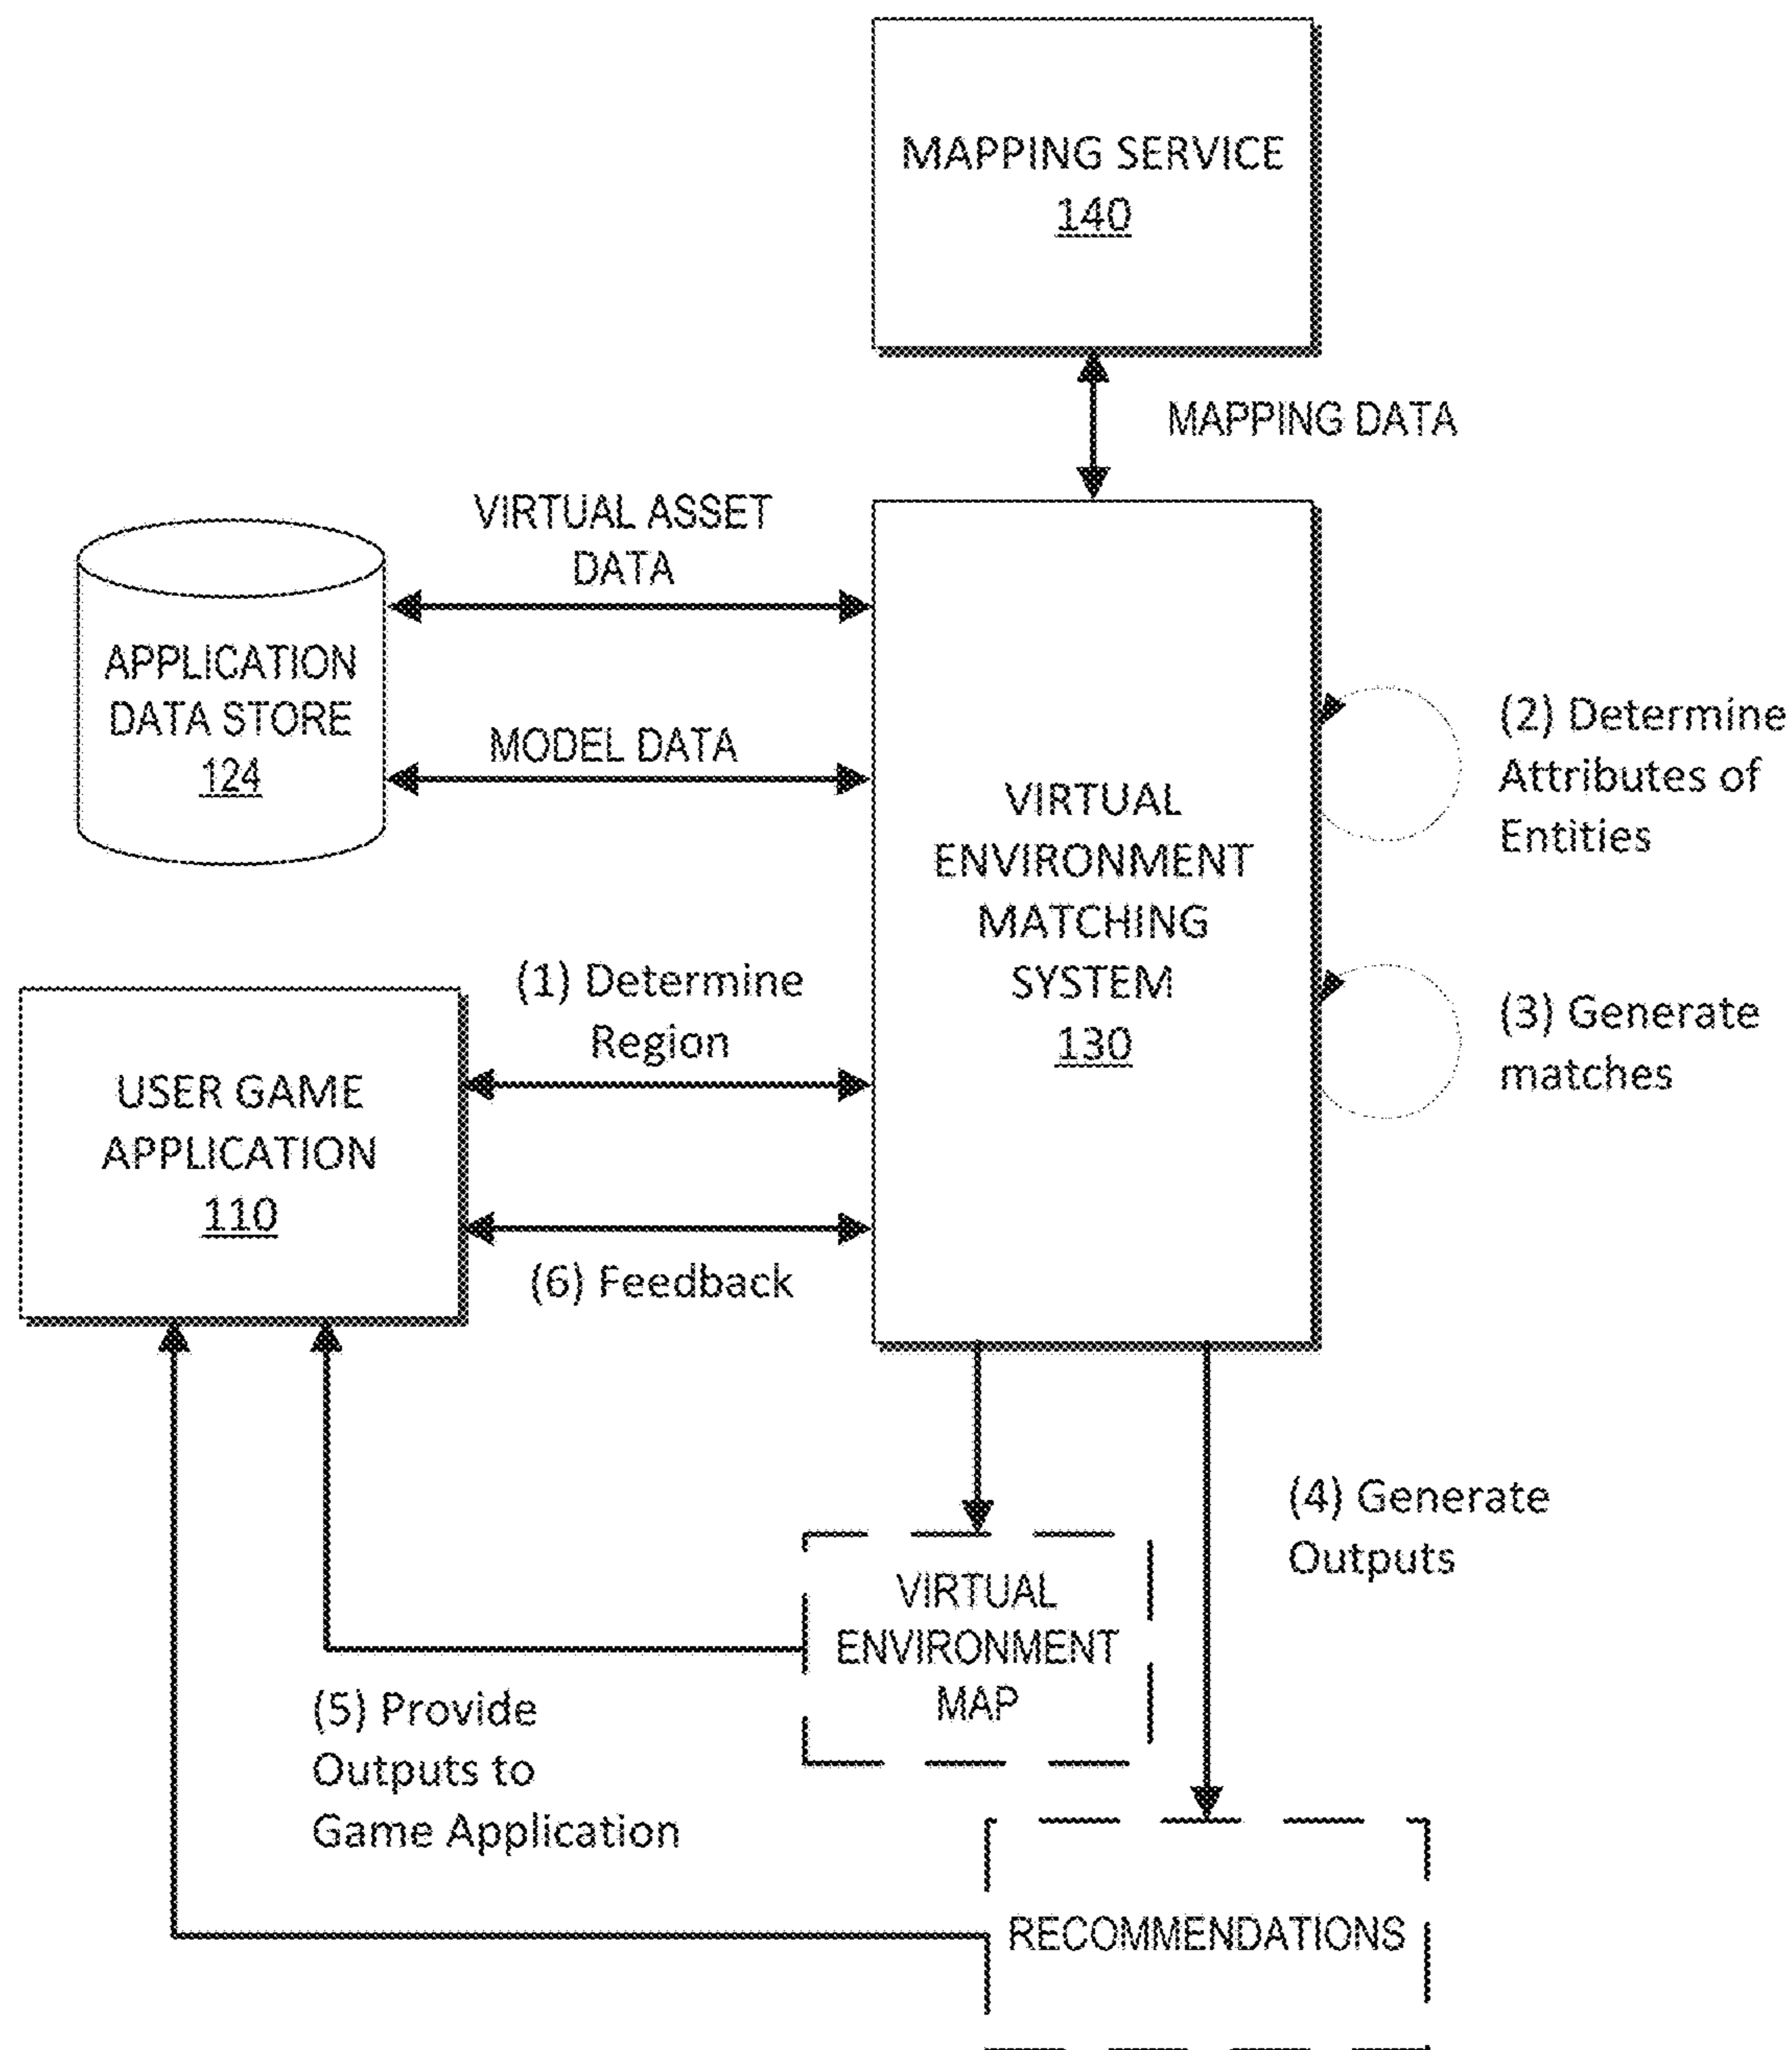 MAPPING SERVICE
140
MAPPING DATA
VIRTUAL ASSET
DATA
APPLICATION
DATA STORE
124
MODEL DATA
VIRTUAL
ENVIRONMENT
MATCHING
SYSTEM
130
(2) Determine
Attributes of
Entities
(3) Generate
matches
(1) Determine
Region
USER GAME
APPLICATION
110
(6) Feedback
(4) Generate
Outputs
VIRTUAL
ENVIRONMENT
MAP
(5) Provide
Outputs to
Game Application
RECOMMENDATIONS